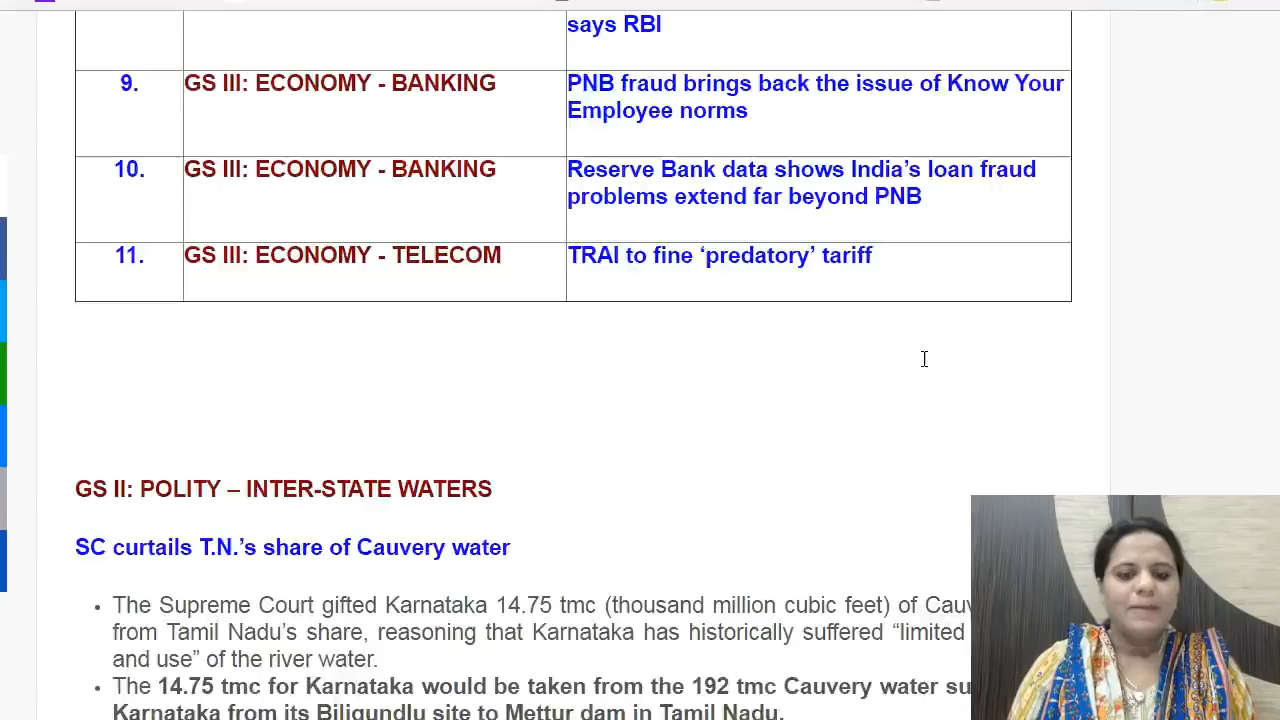 says RBI
9. GS III: ECONOMY - BANKING PNB fraud brings back the issue of Know Your
Employee norms
10. GS III: ECONOMY - BANKING Reserve Bank data shows India’s loan fraud
problems extend far beyond PNB
11. GS III: ECONOMY - TELECOM TRAI to fine ‘predatory’ tariff
GS II: POLITY – INTER-STATE WATERS
SC curtails T.N.’s share of Cauvery water
• The Supreme Court gifted Karnataka 14.75 tmc (thousand million cubic feet) of
from Tamil Nadu’s share, reasoning that Karnataka has historically suffered “limited
and use” of the river water.
• The 14.75 tmc for Karnataka would be taken from the 192 tmc Cauvery water
Karnataka from its Biligundlu site to Mettur dam in Tamil Nadu.